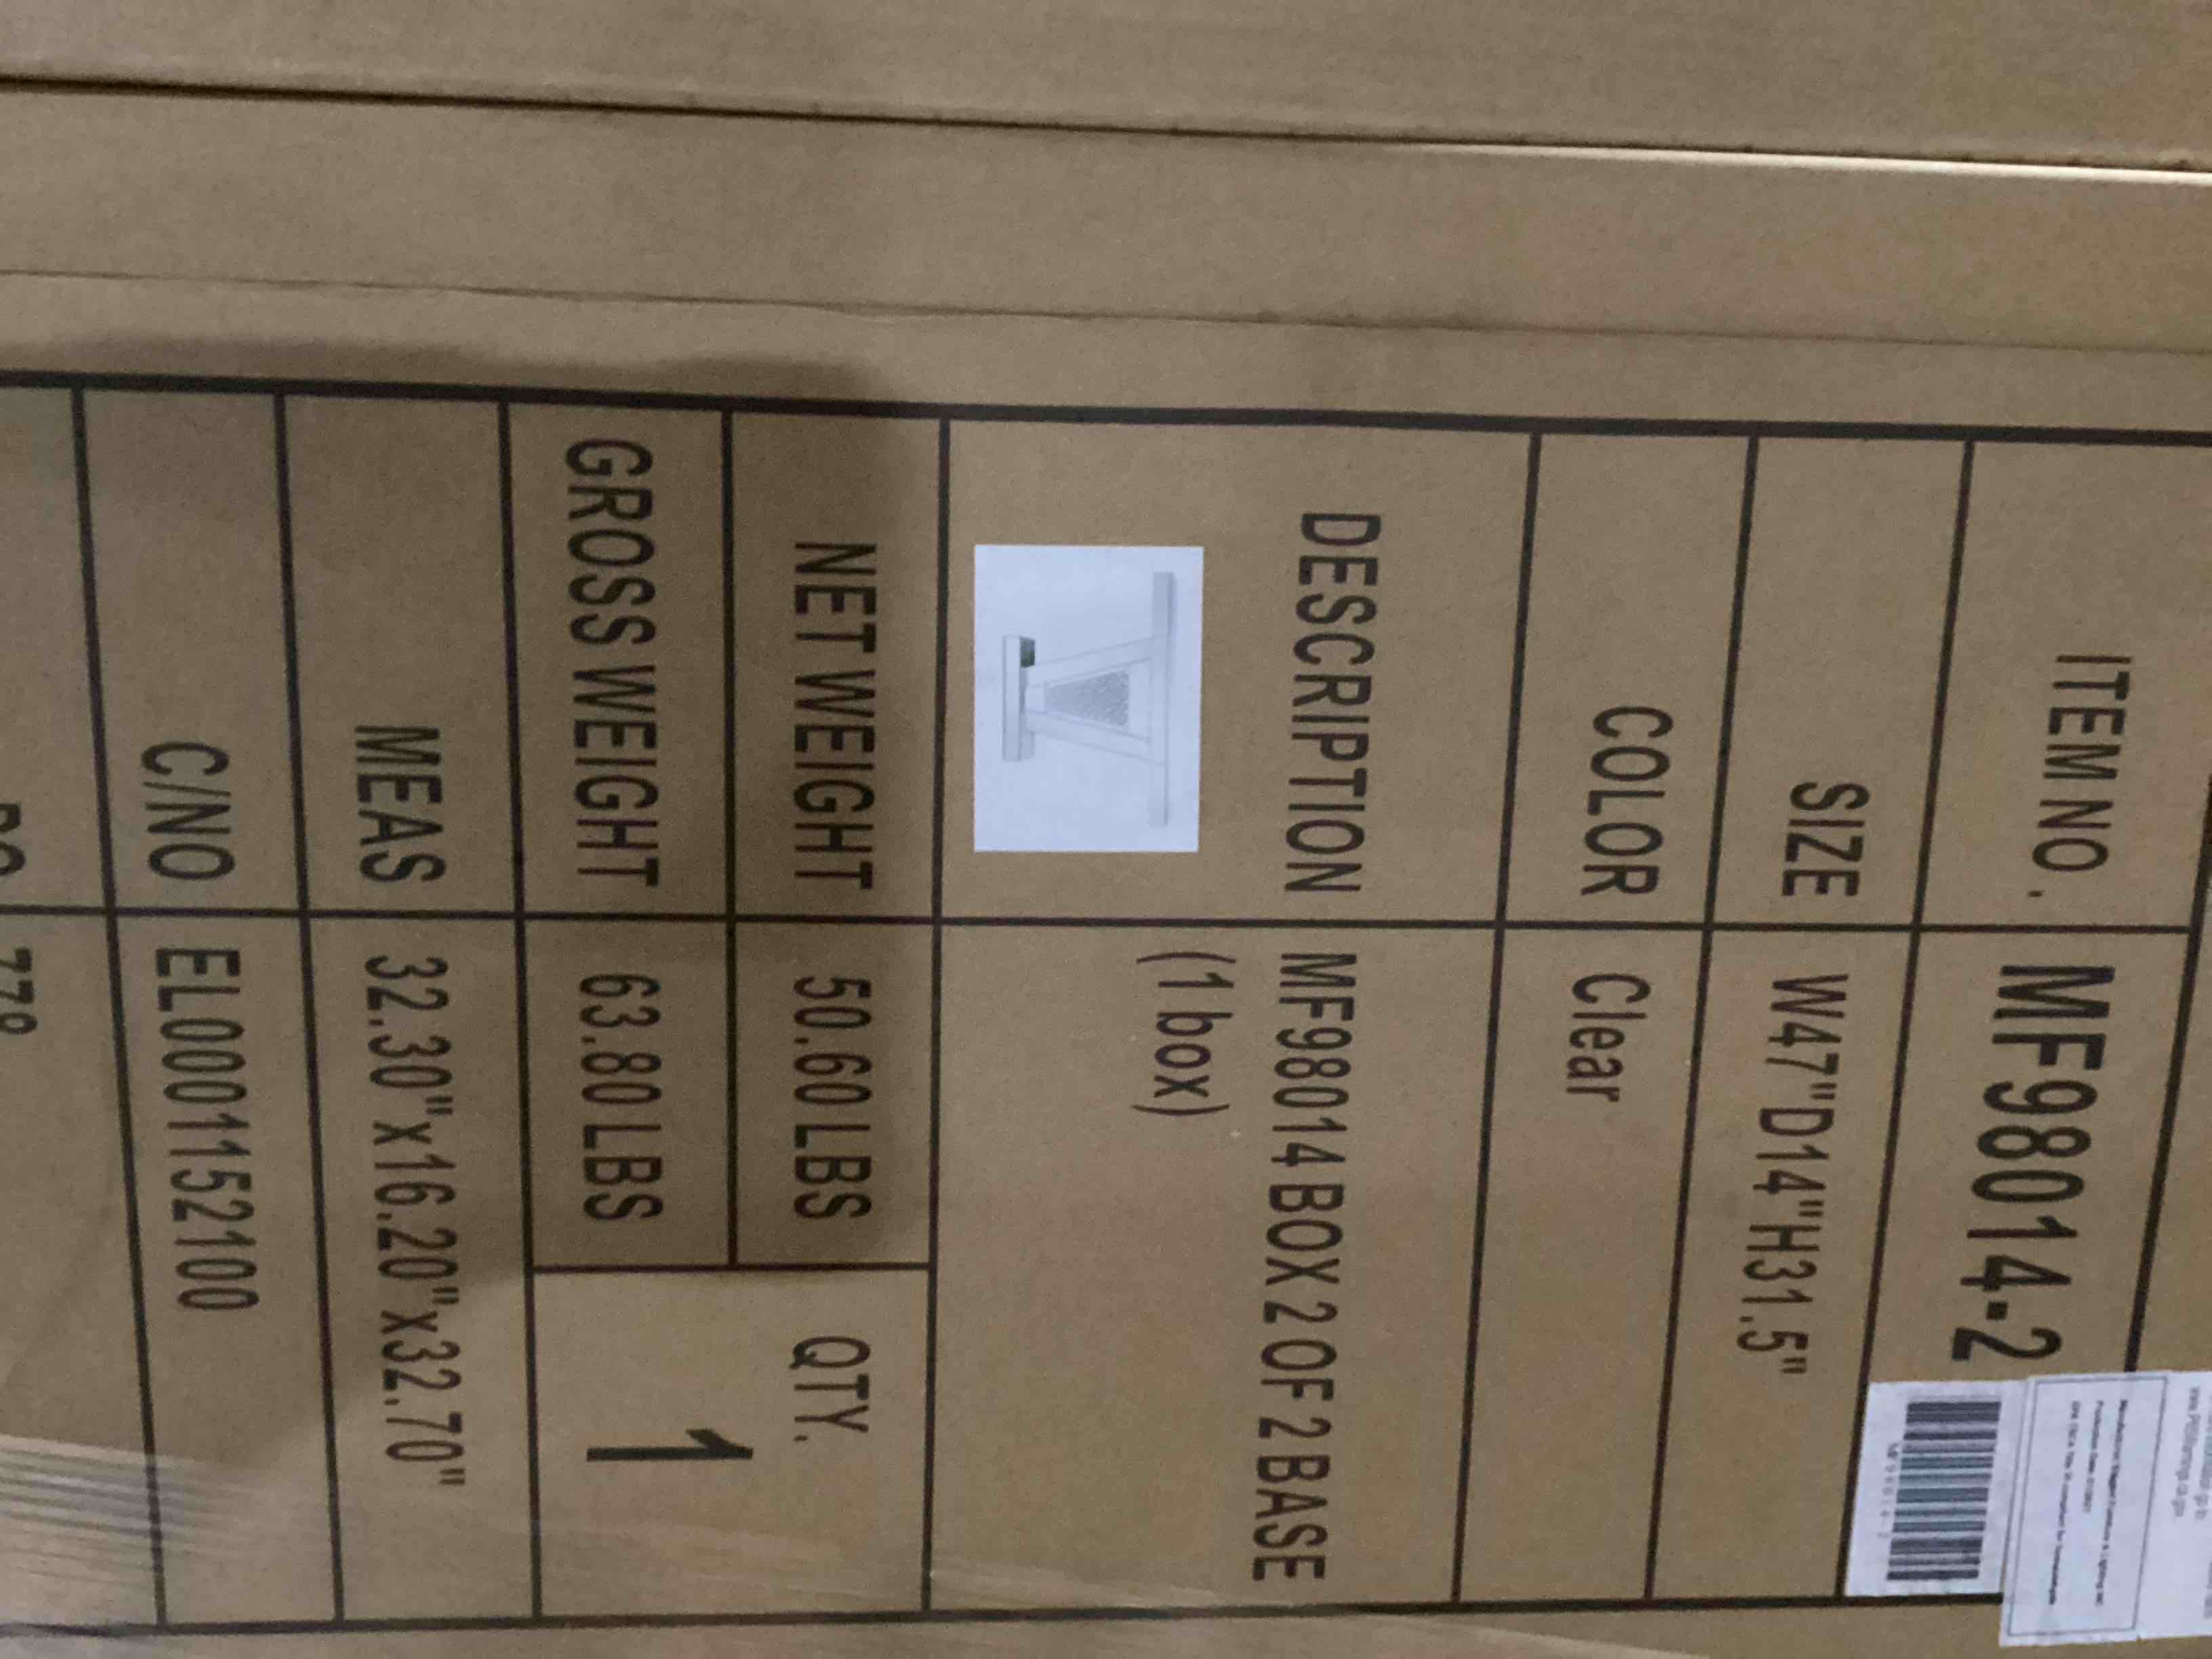 ITEM NO. MF98014-2
SIZE W47"D14"H31.5"
COLOR Clear
DESCRIPTION MF98014 BOX 2 OF 2 BASE
(1 box)
NET WEIGHT 50.60 LBS QTY.
GROSS WEIGHT 63.80 LBS 1
MEAS 32.30"x16.20"x32.70"
C/NO EL0001152100